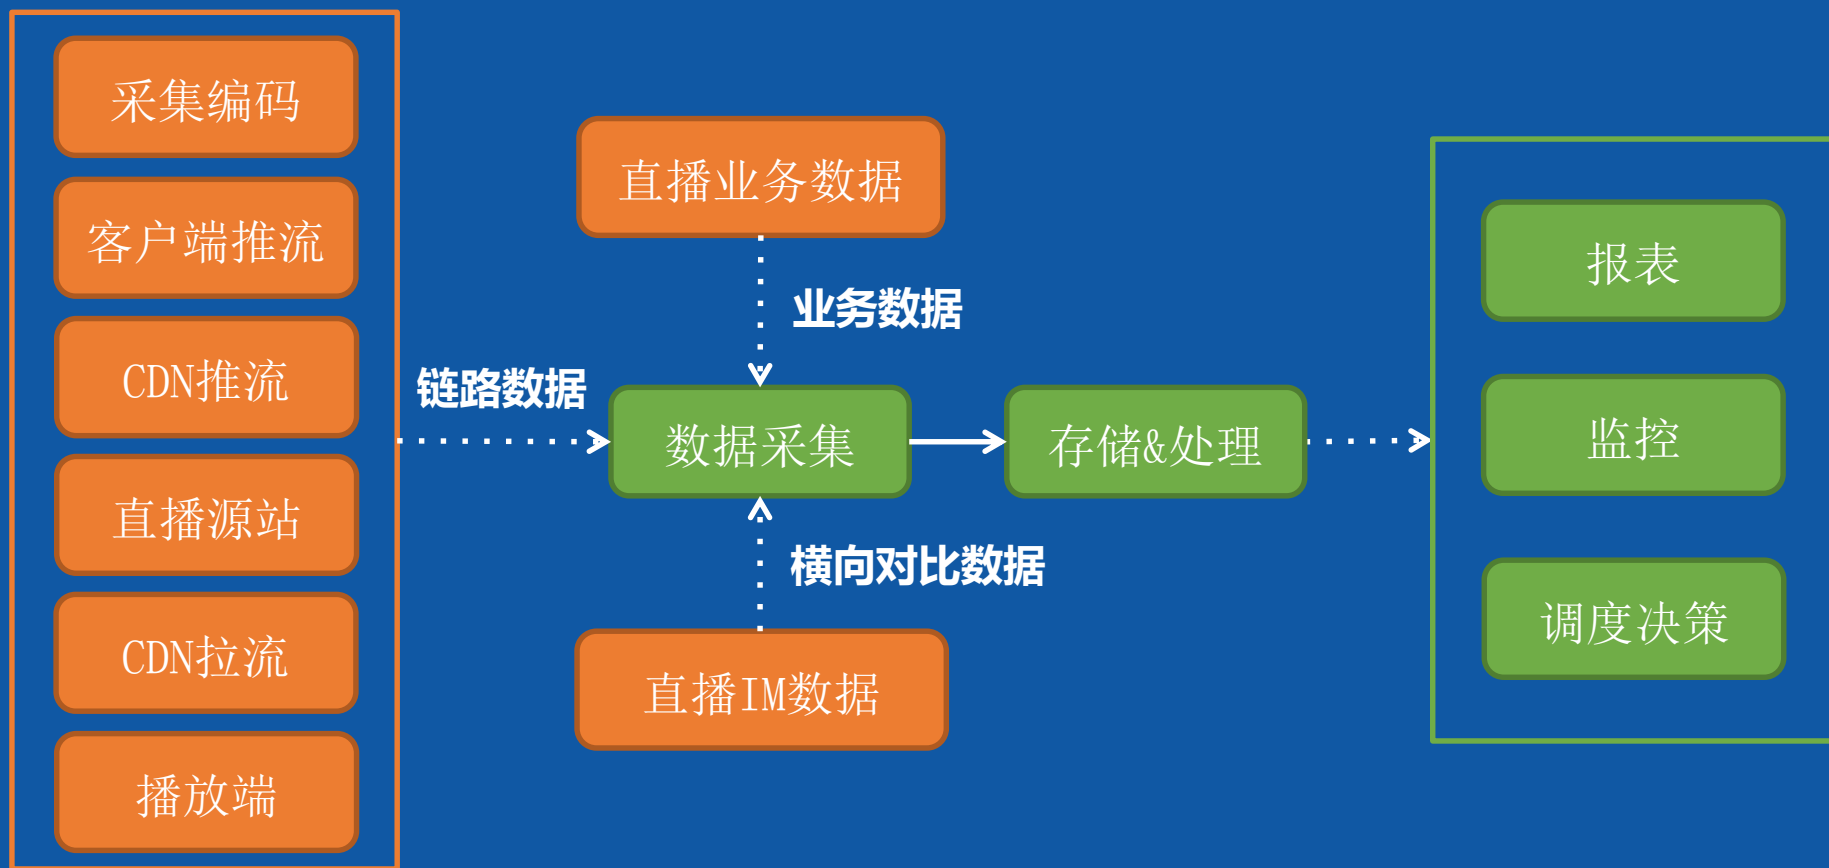 采集编码
客户端推流
CDN推流
直播源站
CDN拉流
播放端
链路数据
直播业务数据
业务数据
数据采集
横向对比数据
直播IM数据
存储&处理
报表
监控
调度决策